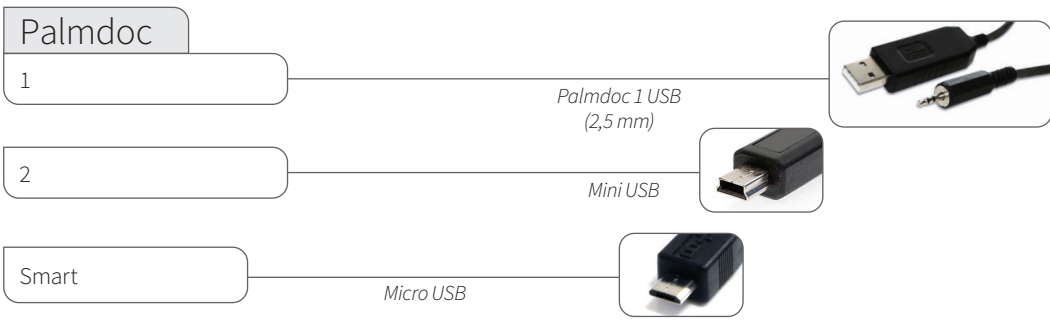 Palmdoc
1
Palmdoc 1 USB
(2,5 mm)
2
Mini USB
Smart
Micro USB